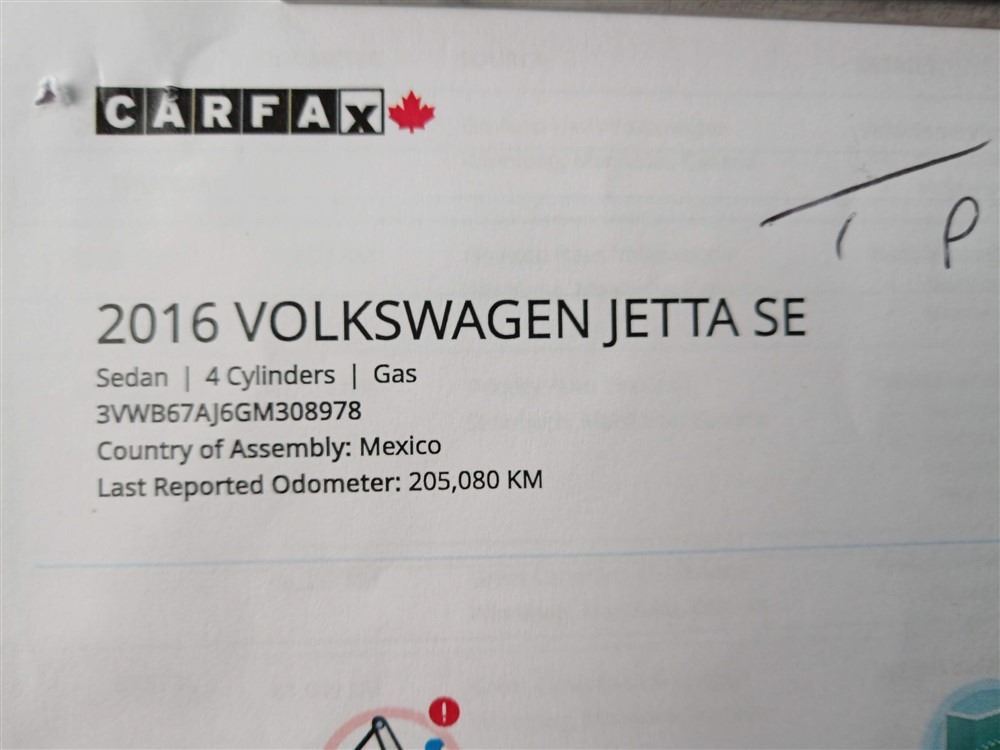 CARFAX
T P
2016 VOLKSWAGEN JETTA SE
Sedan | 4 Cylinders | Gas
3VWB67AJ6GM308978
Country of Assembly: Mexico
Last Reported Odometer: 205,080 KM